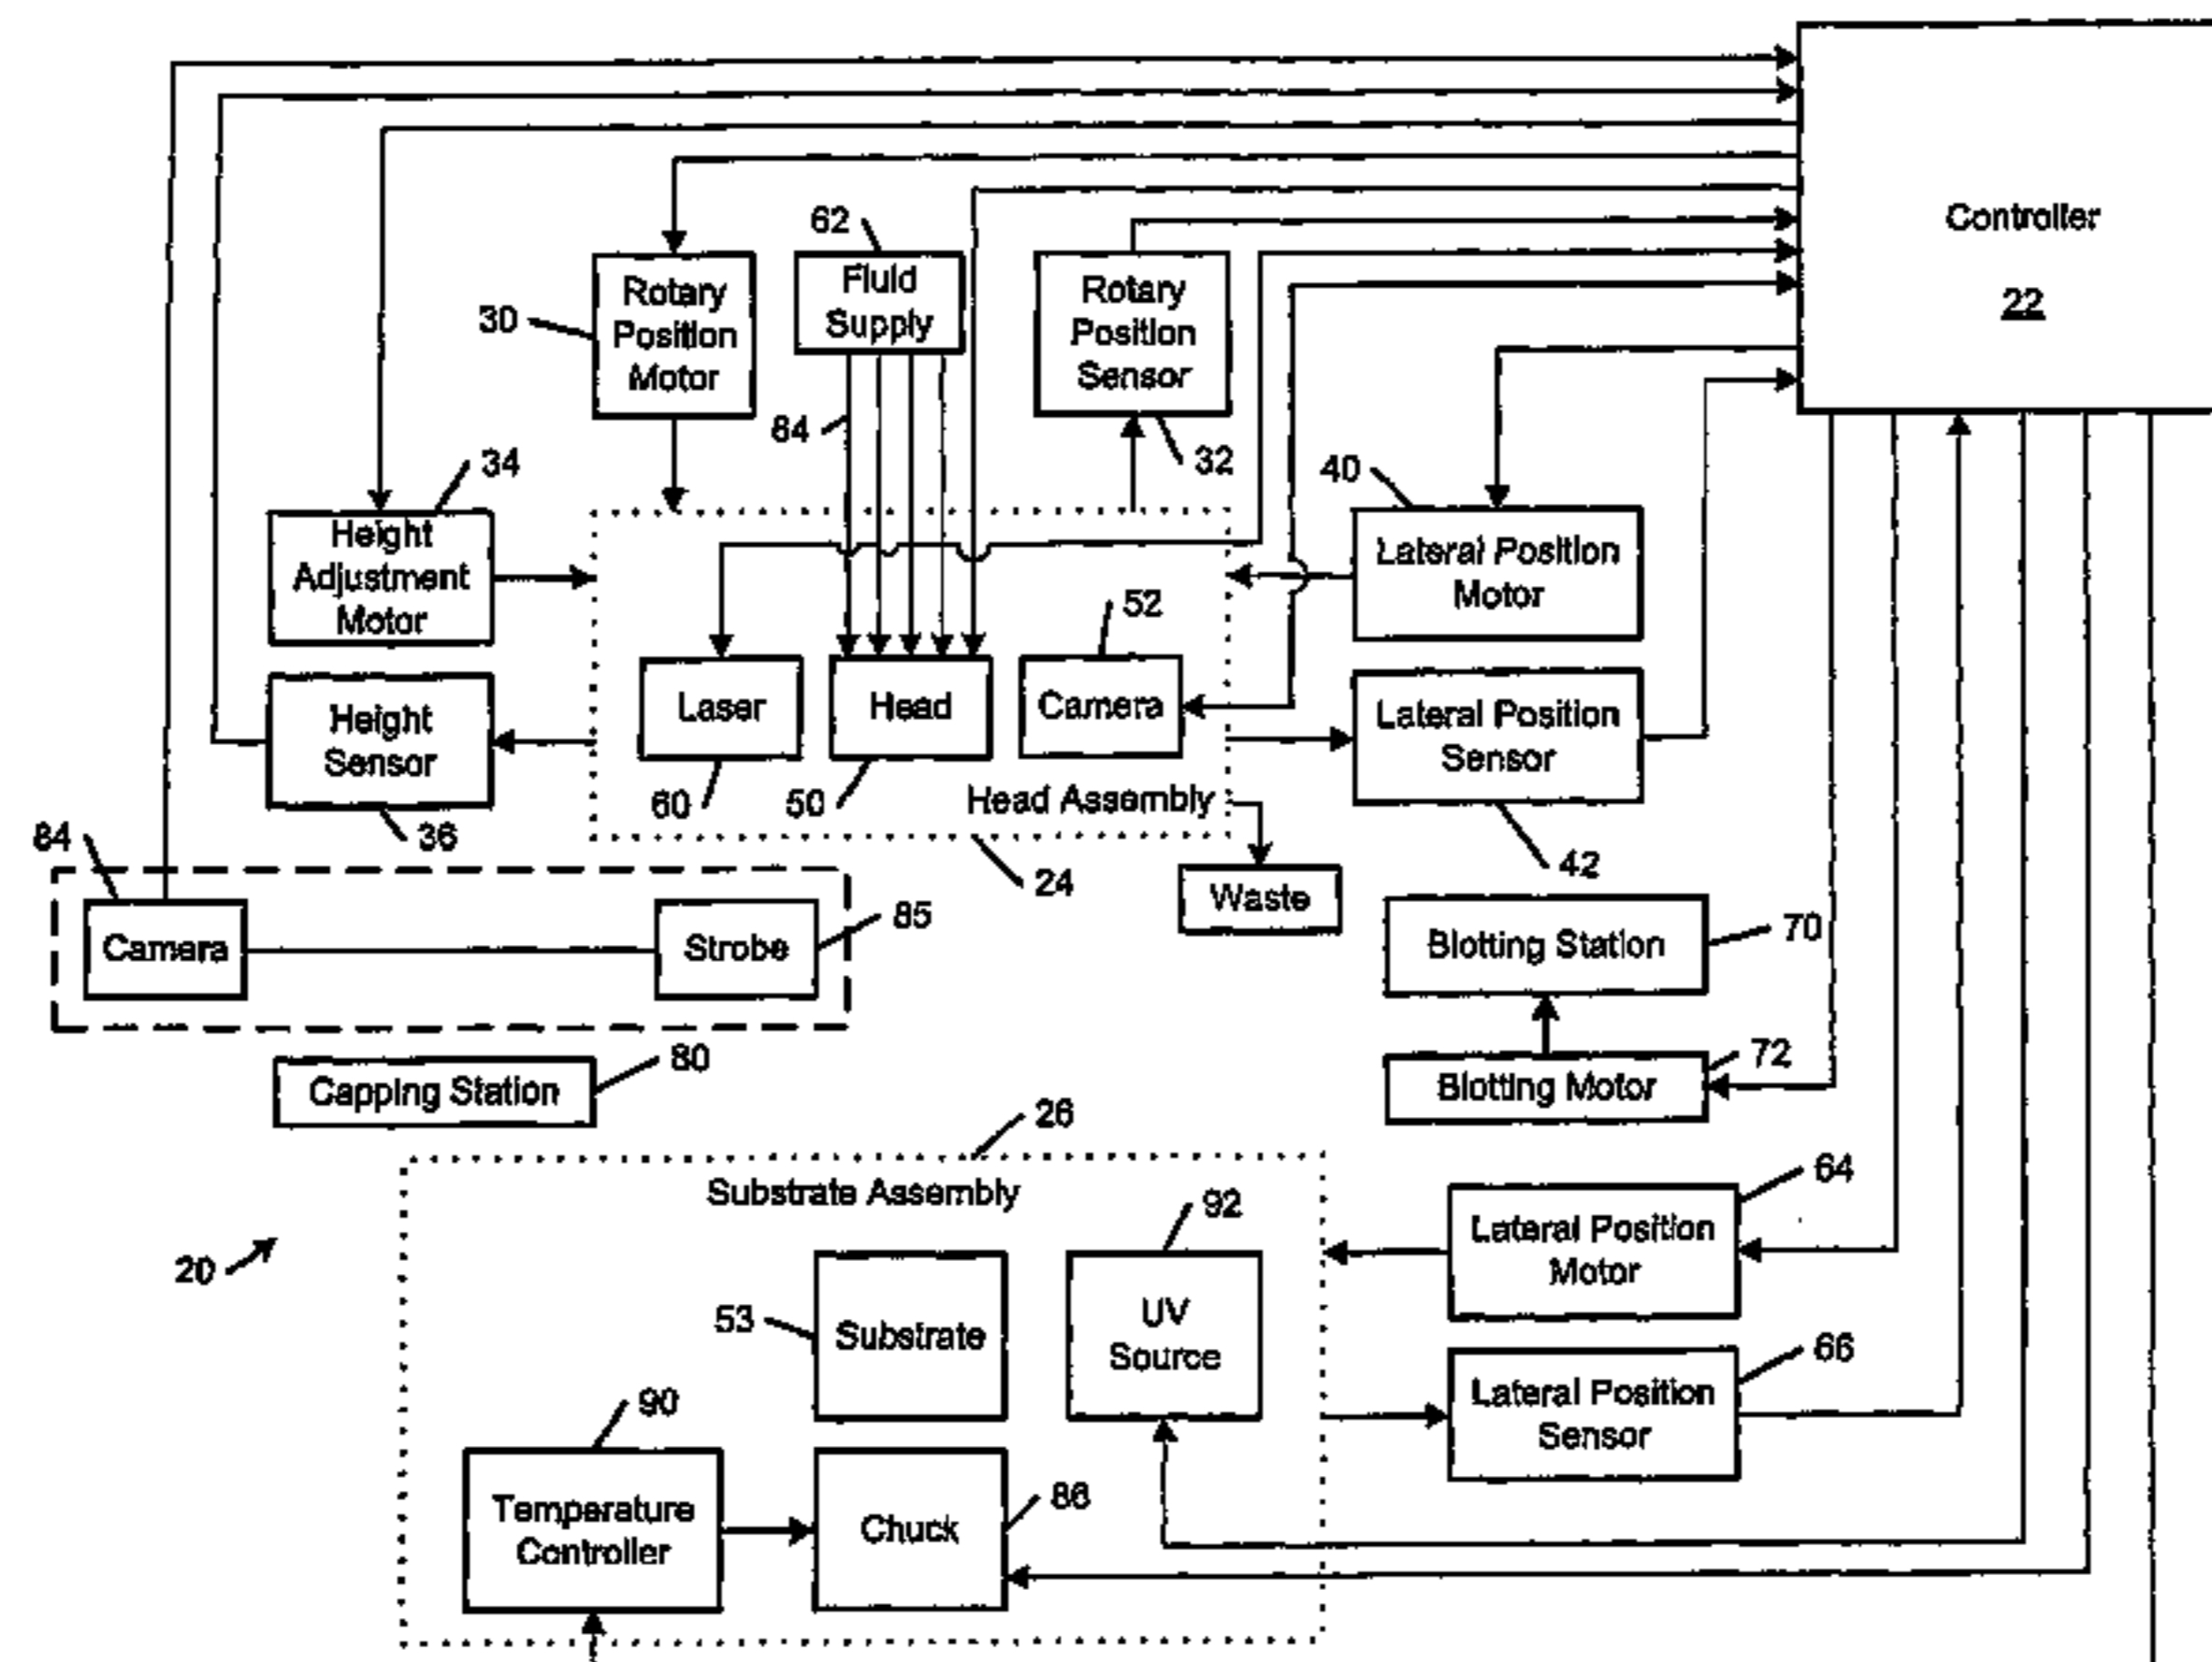 Controller
22
62
Fluid
Supply
Rotary
Position
Motor
30
Rotary
Position
Sensor
32
84
34
Height
Adjustment
Motor
40
Lateral Position
Motor
52
Laser
Head
Camera
Height
Sensor
Lateral Position
Sensor
60
50
Head Assembly
36
84
42
24
Waste
Camera
Strobe
85
Blotting Station
70
80
Capping Station
72
Blotting Motor
26
Substrate Assembly
92
64
Lateral Position
Motor
20
53
Substrate
UV
Source
66
Lateral Position
Sensor
90
Temperature
Controller
Chuck
86